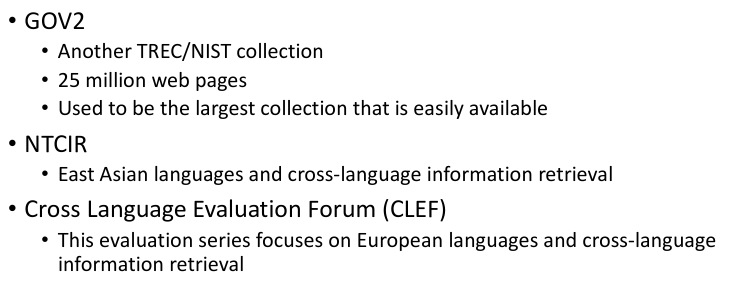 • GOV2
• Another TREC/NIST collection
• 25 million web pages
• Used to be the largest collection that is easily available
• NTCIR
• East Asian languages and cross-language information retrieval
• Cross Language Evaluation Forum (CLEF)
• This evaluation series focuses on European languages and cross-language
information retrieval